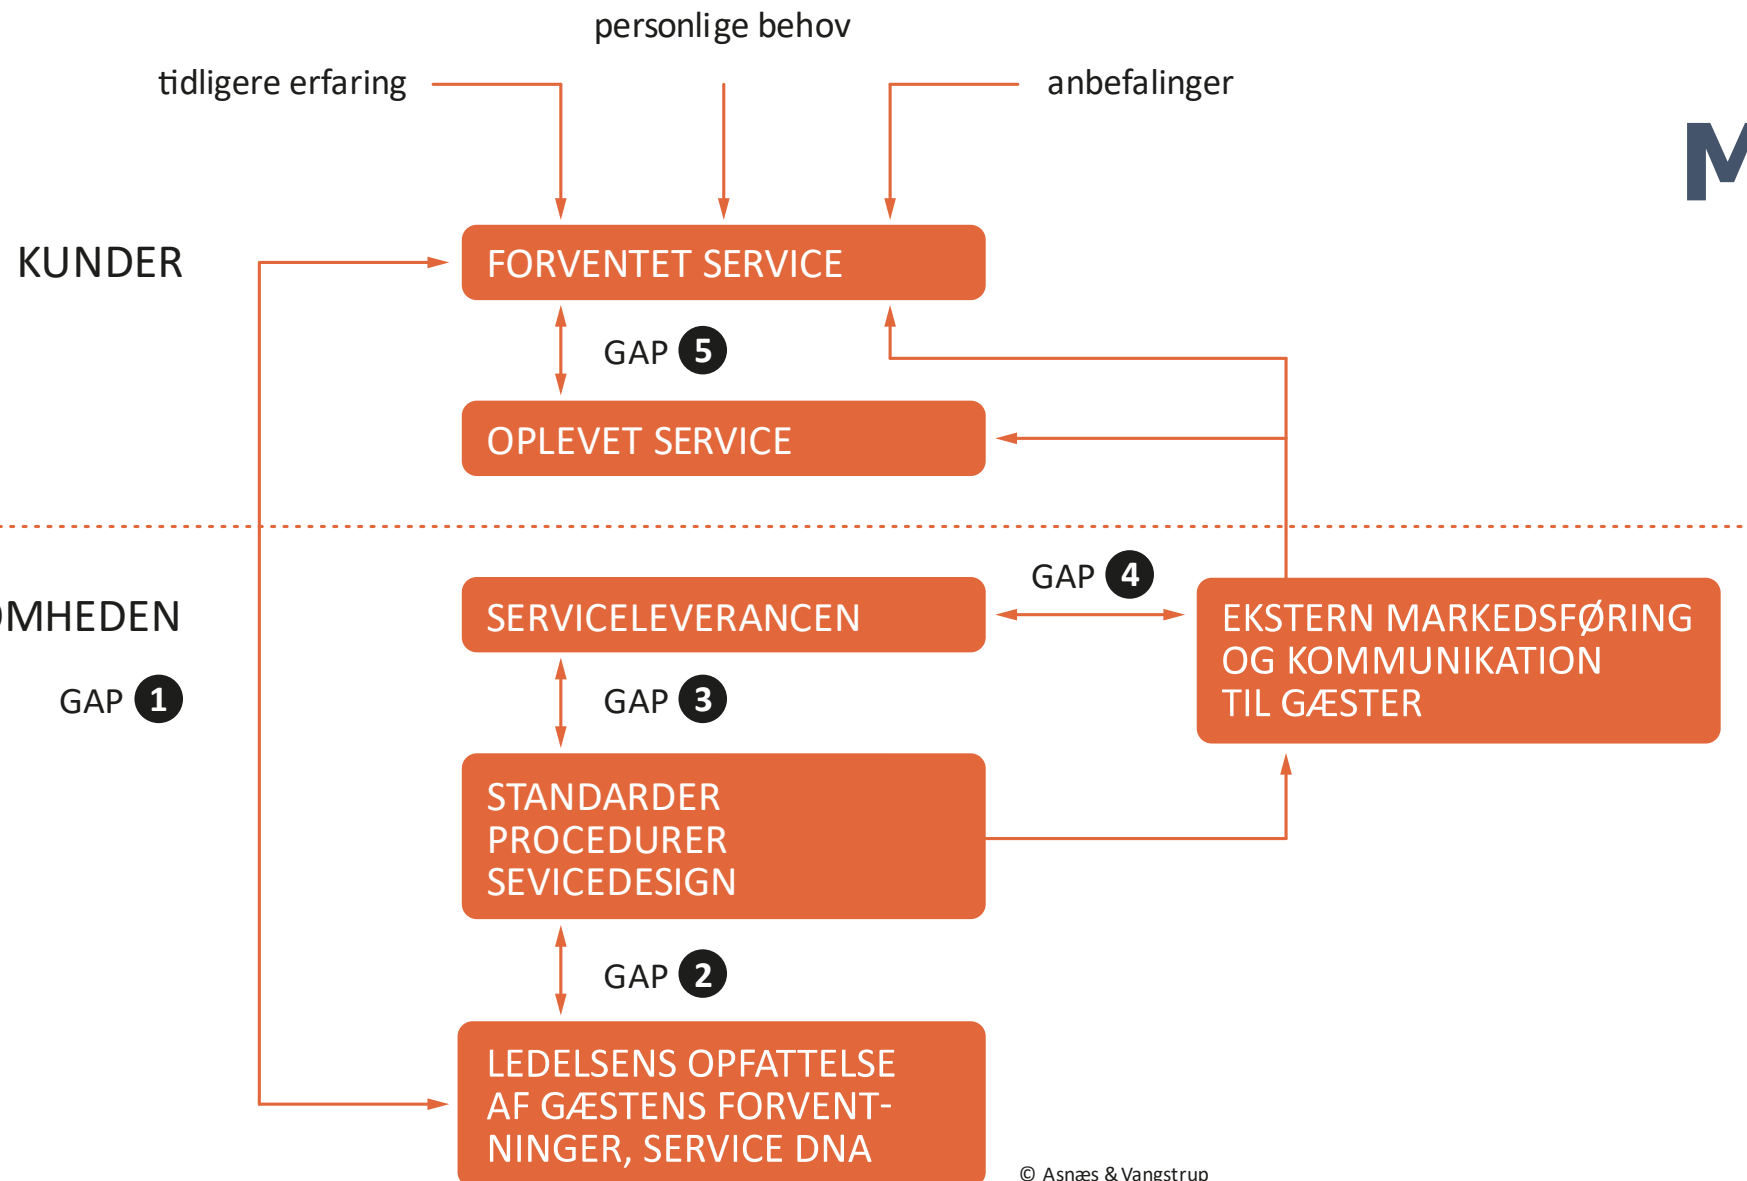 personlige behov
tidligere erfaring
anbefalinger
M
KUNDER
FORVENTET SERVICE
GAP 5
OPLEVET SERVICE
OMHEDEN
SERVICELEVERANCEN
GAP 4
EKSTERN MARKEDSFØRING
OG KOMMUNIKATION
TIL GÆSTER
GAP 1
GAP 3
STANDARDER
PROCEDURER
SEVICEDESIGN
GAP 2
LEDELSENS OPFATTELSE
AF GÆSTENS FORVENT-
NINGER, SERVICE DNA
© Asnæs & Vangstrup